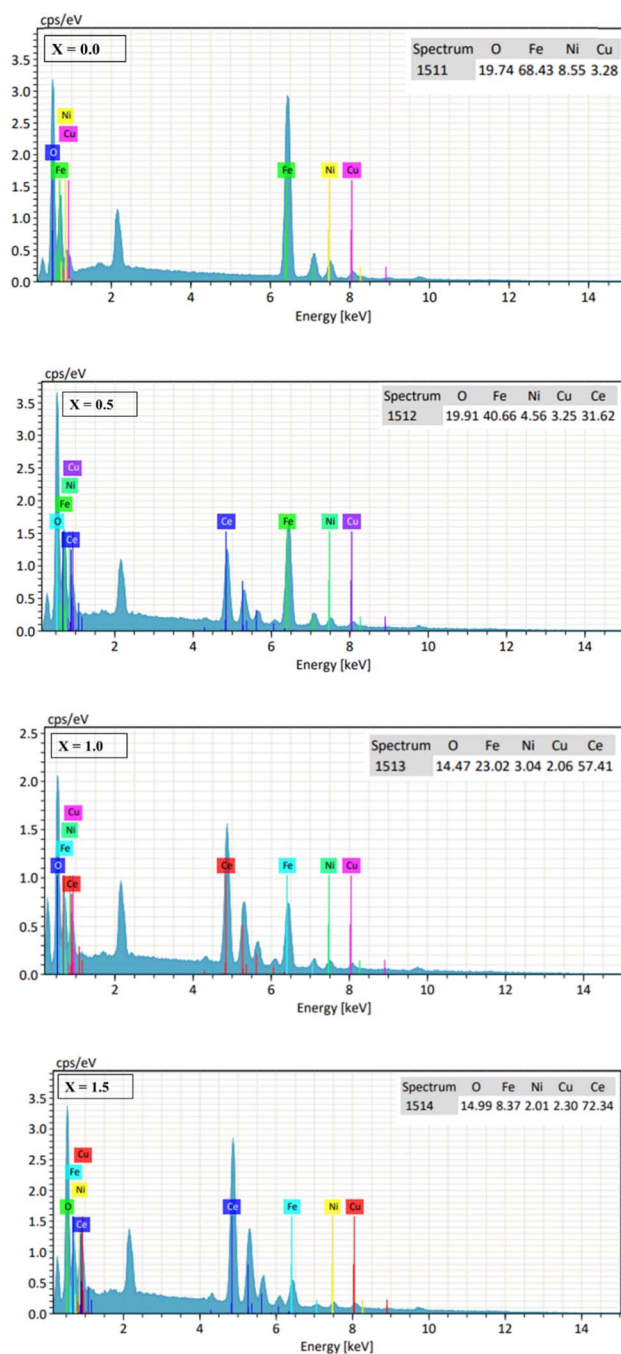 cps/eV
X = 0.0
Spectrum O Fe Ni Cu
1511 19.74 68.43 8.55 3.28
3.5
3.0
2.5
2.0
1.5
1.0
0.5
0.0
Ni
Cu
O
Fe
Fe Ni Cu
2 4 6 8 10 12 14
Energy [keV]
cps/eV
X = 0.5
Spectrum O Fe Ni Cu Ce
1512 19.91 40.66 4.56 3.25 31.62
3.5
3.0
2.5
2.0
1.5
1.0
0.5
0.0
Cu
Ni
Fe
O
Ce
Ce Fe Ni Cu
2 4 6 8 10 12 14
Energy [keV]
cps/eV
X = 1.0
Spectrum O Fe Ni Cu Ce
1513 14.47 23.02 3.04 2.06 57.41
2.5
2.0
1.5
1.0
0.5
0.0
Cu
Ni
Fe
O
Ce
Ce Fe Ni Cu
2 4 6 8 10 12 14
Energy [keV]
cps/eV
X = 1.5
Spectrum O Fe Ni Cu Ce
1514 14.99 8.37 2.01 2.30 72.34
3.5
3.0
2.5
2.0
1.5
1.0
0.5
0.0
Cu
Fe
Ni
O
Ce
Ce Fe Ni Cu
2 4 6 8 10 12 14
Energy [keV]